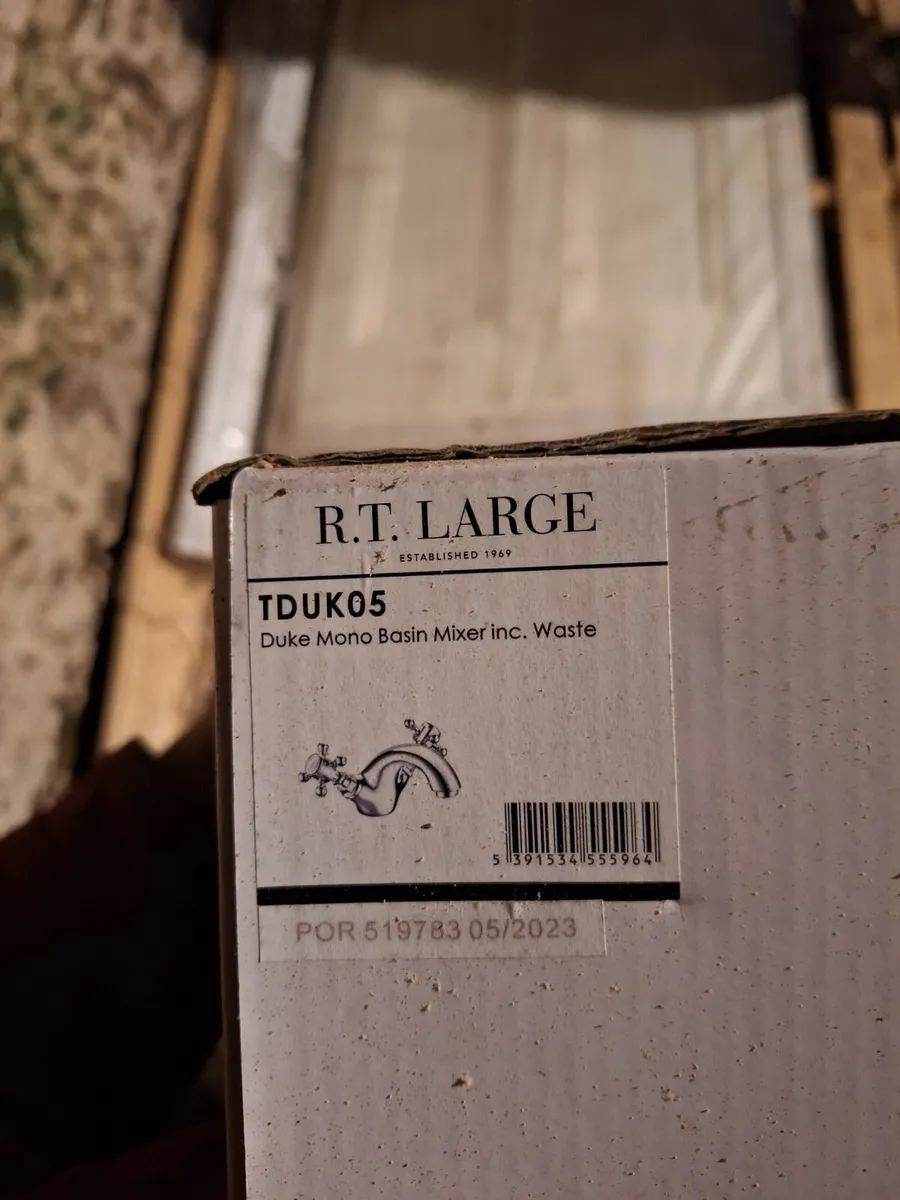 R.T. LARGE
ESTABLISHED 1969
TDUK05
Duke Mono Basin Mixer inc. Waste
5 391534 555964
POR 519783 05/2023